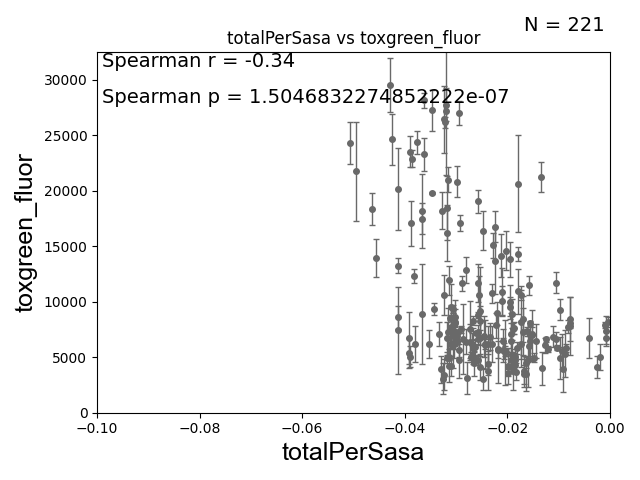 N = 221
totalPerSasa vs toxgreen_fluor
Spearman r = -0.34
Spearman p = 1.5046832274852222e-07
30000
25000
20000
15000
10000
5000
0
toxgreen_fluor
−0.10 −0.08 −0.06 −0.04 −0.02 0.00
totalPerSasa